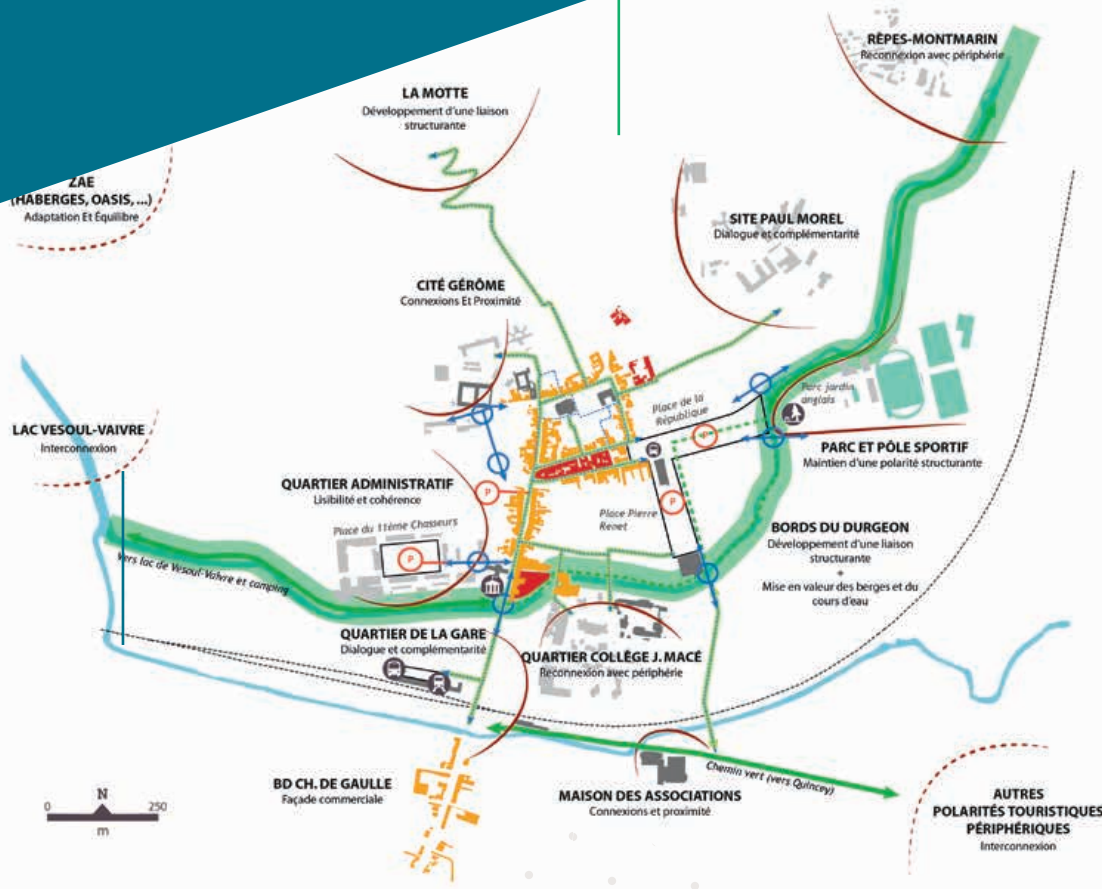 RÊPES-MONTMARIN
Reconnexion avec périphérie
LA MOTTE
Développement d'une liaison
structurante
ZAE
(HABERGES, OASIS, ...)
Adaptation Et Équilibre
SITE PAUL MOREL
Dialogue et complémentarité
CITÉ GÉRÔME
Connexions Et Proximité
Parc jardin
anglais
Place de la
République
P
LAC VESOUL-VAIVRE
Interconnexion
PARC ET PÔLE SPORTIF
Maintien d'une polarité structurante
QUARTIER ADMINISTRATIF
Lisibilité et cohérence
P
P
Place Pierre
Renet
Place du 11ème Chasseurs
P
BORDS DU DURGEON
Développement d'une liaison
structurante
+
Mise en valeur des berges et du
cours d'eau
Vers lac de Vesoul-Vaivre et camping
QUARTIER DE LA GARE
Dialogue et complémentarité
QUARTIER COLLÈGE J. MACÉ
Reconnexion avec périphérie
Chemin vert (vers Quincey)
BD CH. DE GAULLE
Façade commerciale
MAISON DES ASSOCIATIONS
Connexions et proximité
AUTRES
POLARITÉS TOURISTIQUES
PÉRIPHÉRIQUES
Interconnexion
N
0 250
m